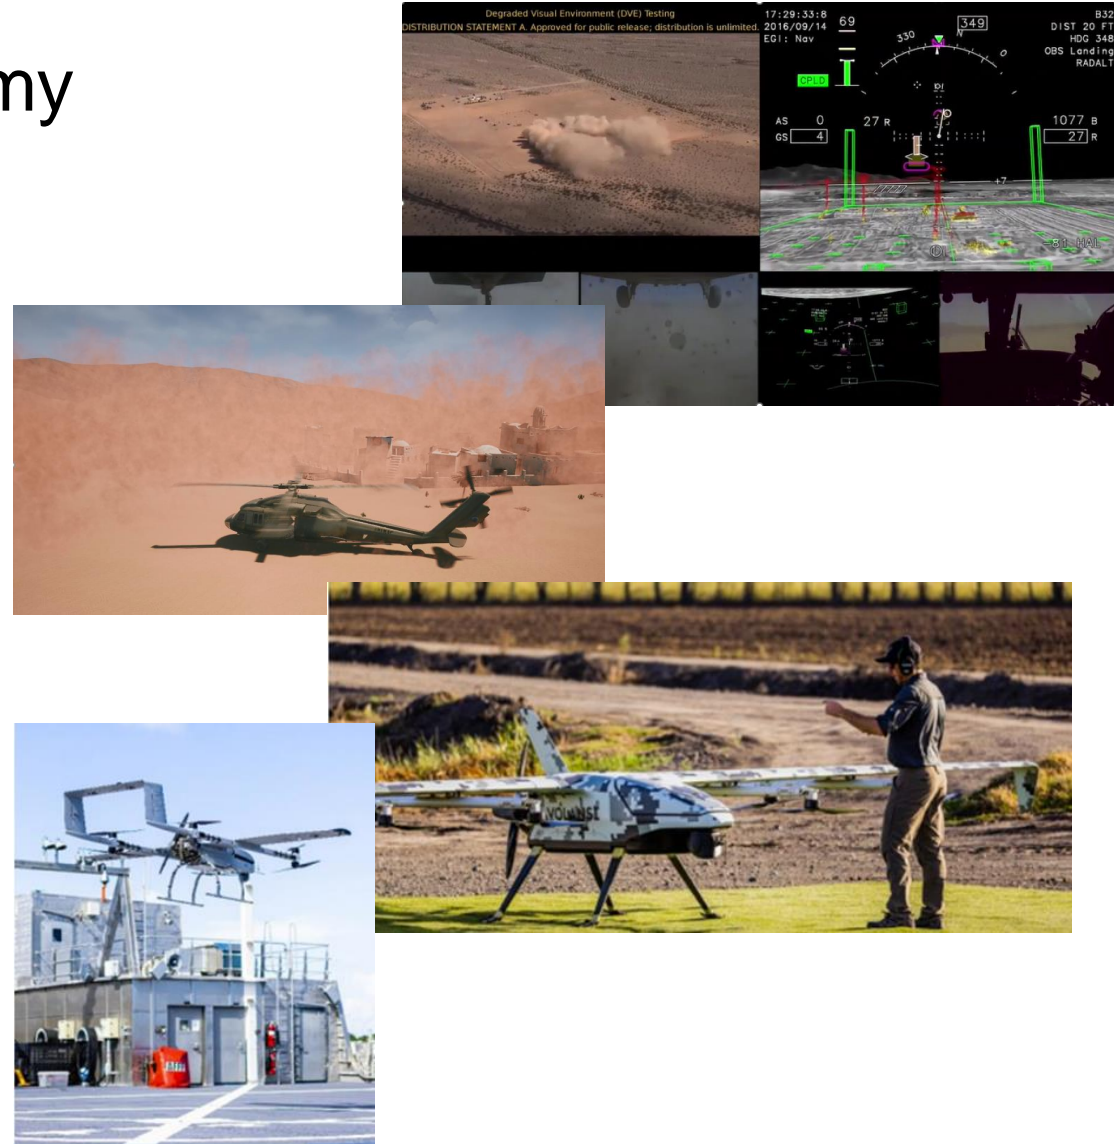 my
Degraded Visual Environment (DVE) Testing
DISTRIBUTION STATEMENT A. Approved for public release; distribution is unlimited.
17:29:33:8
2016/09/14
EGI: Nav
69
349
330
N
0
B32
DIST 20 FT
HDG 348
OBS Landing
RADALT
CPLD
AS 0
GS 4
27 R
1077 B
27 R
+7